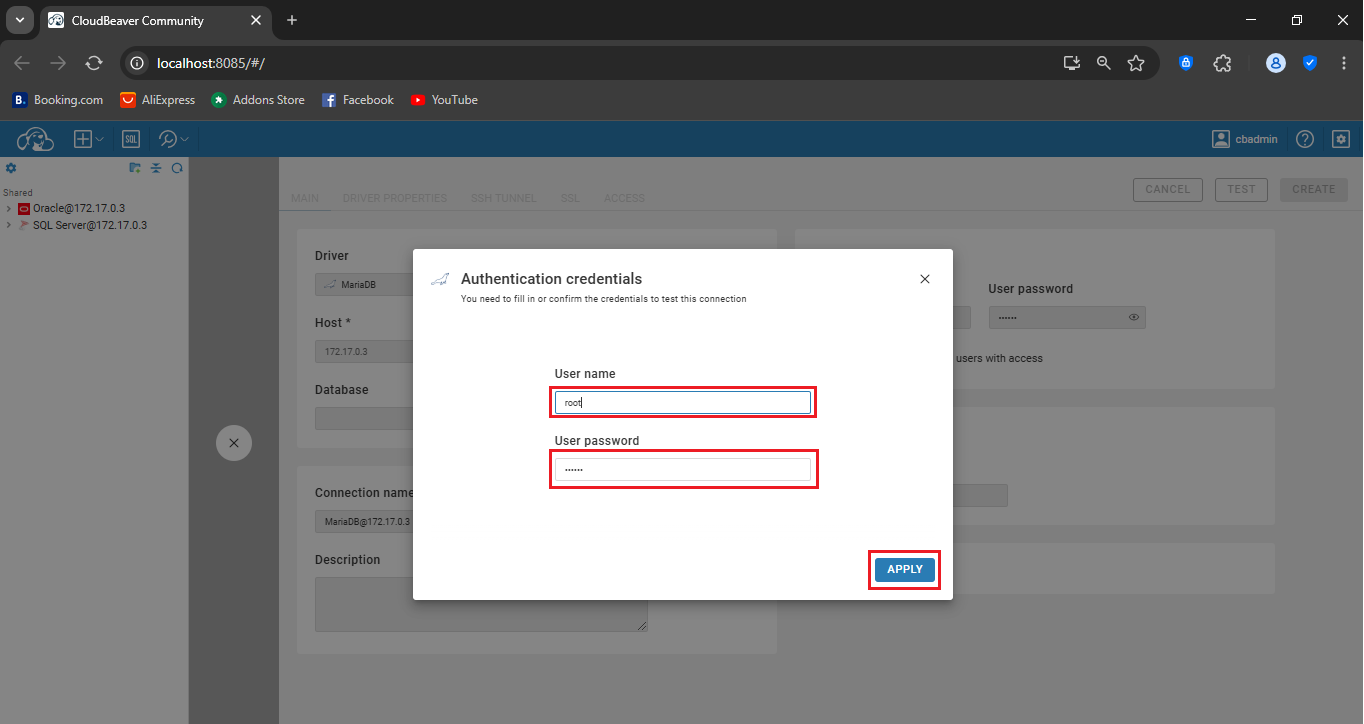 CloudBeaver Community
localhost:8085/#/
Booking.com
AliExpress
Addons Store
Facebook
YouTube
SQL
cbadmin
Shared
Oracle@172.17.0.3
SQL Server@172.17.0.3
MAIN
DRIVER PROPERTIES
SSH TUNNEL
SSL
ACCESS
CANCEL
TEST
CREATE
Driver
MariaDB
Host *
172.17.0.3
Database
Connection name
MariaDB@172.17.0.3
Description
User password
••••••
users with access
Authentication credentials
You need to fill in or confirm the credentials to test this connection
User name
root
User password
••••••
APPLY